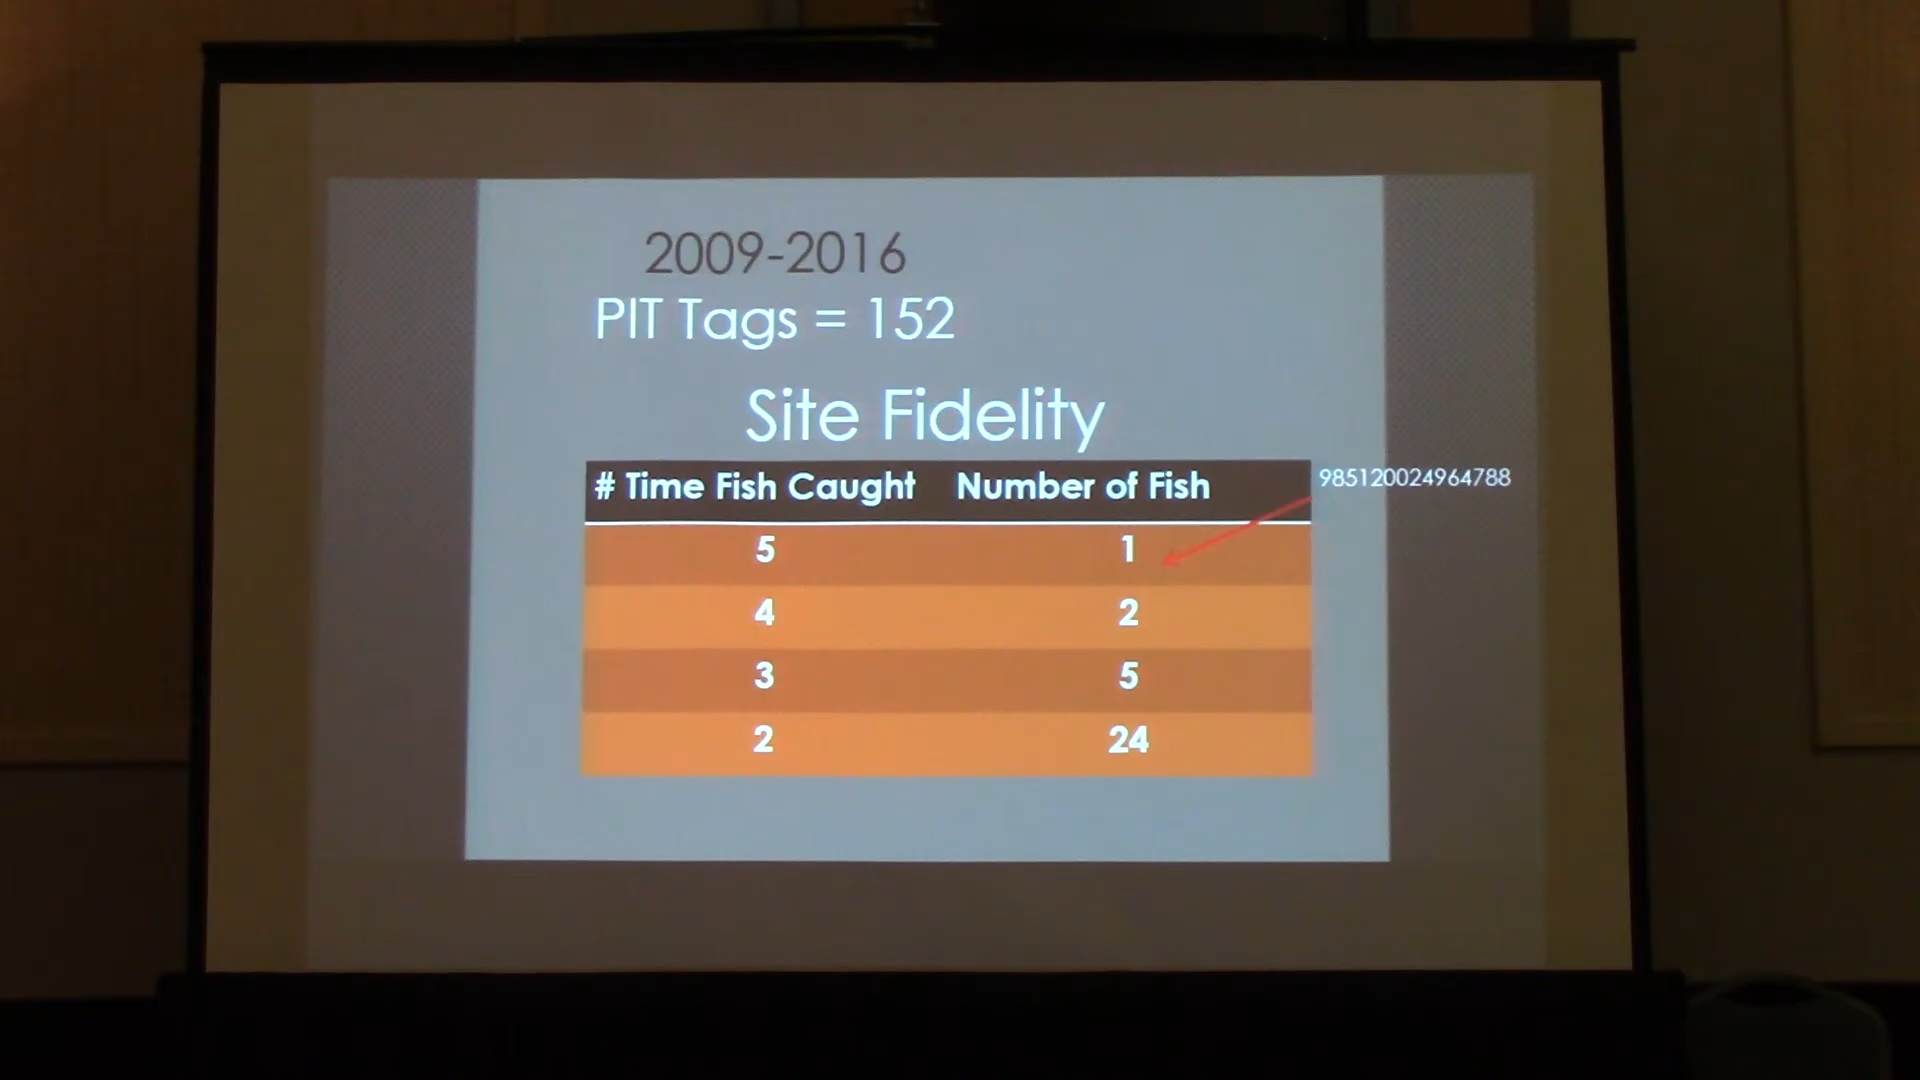 2009-2016
PIT Tags = 152
Site Fidelity
# Time Fish Caught Number of Fish
985120024964788
5 1
4 2
3 5
2 24